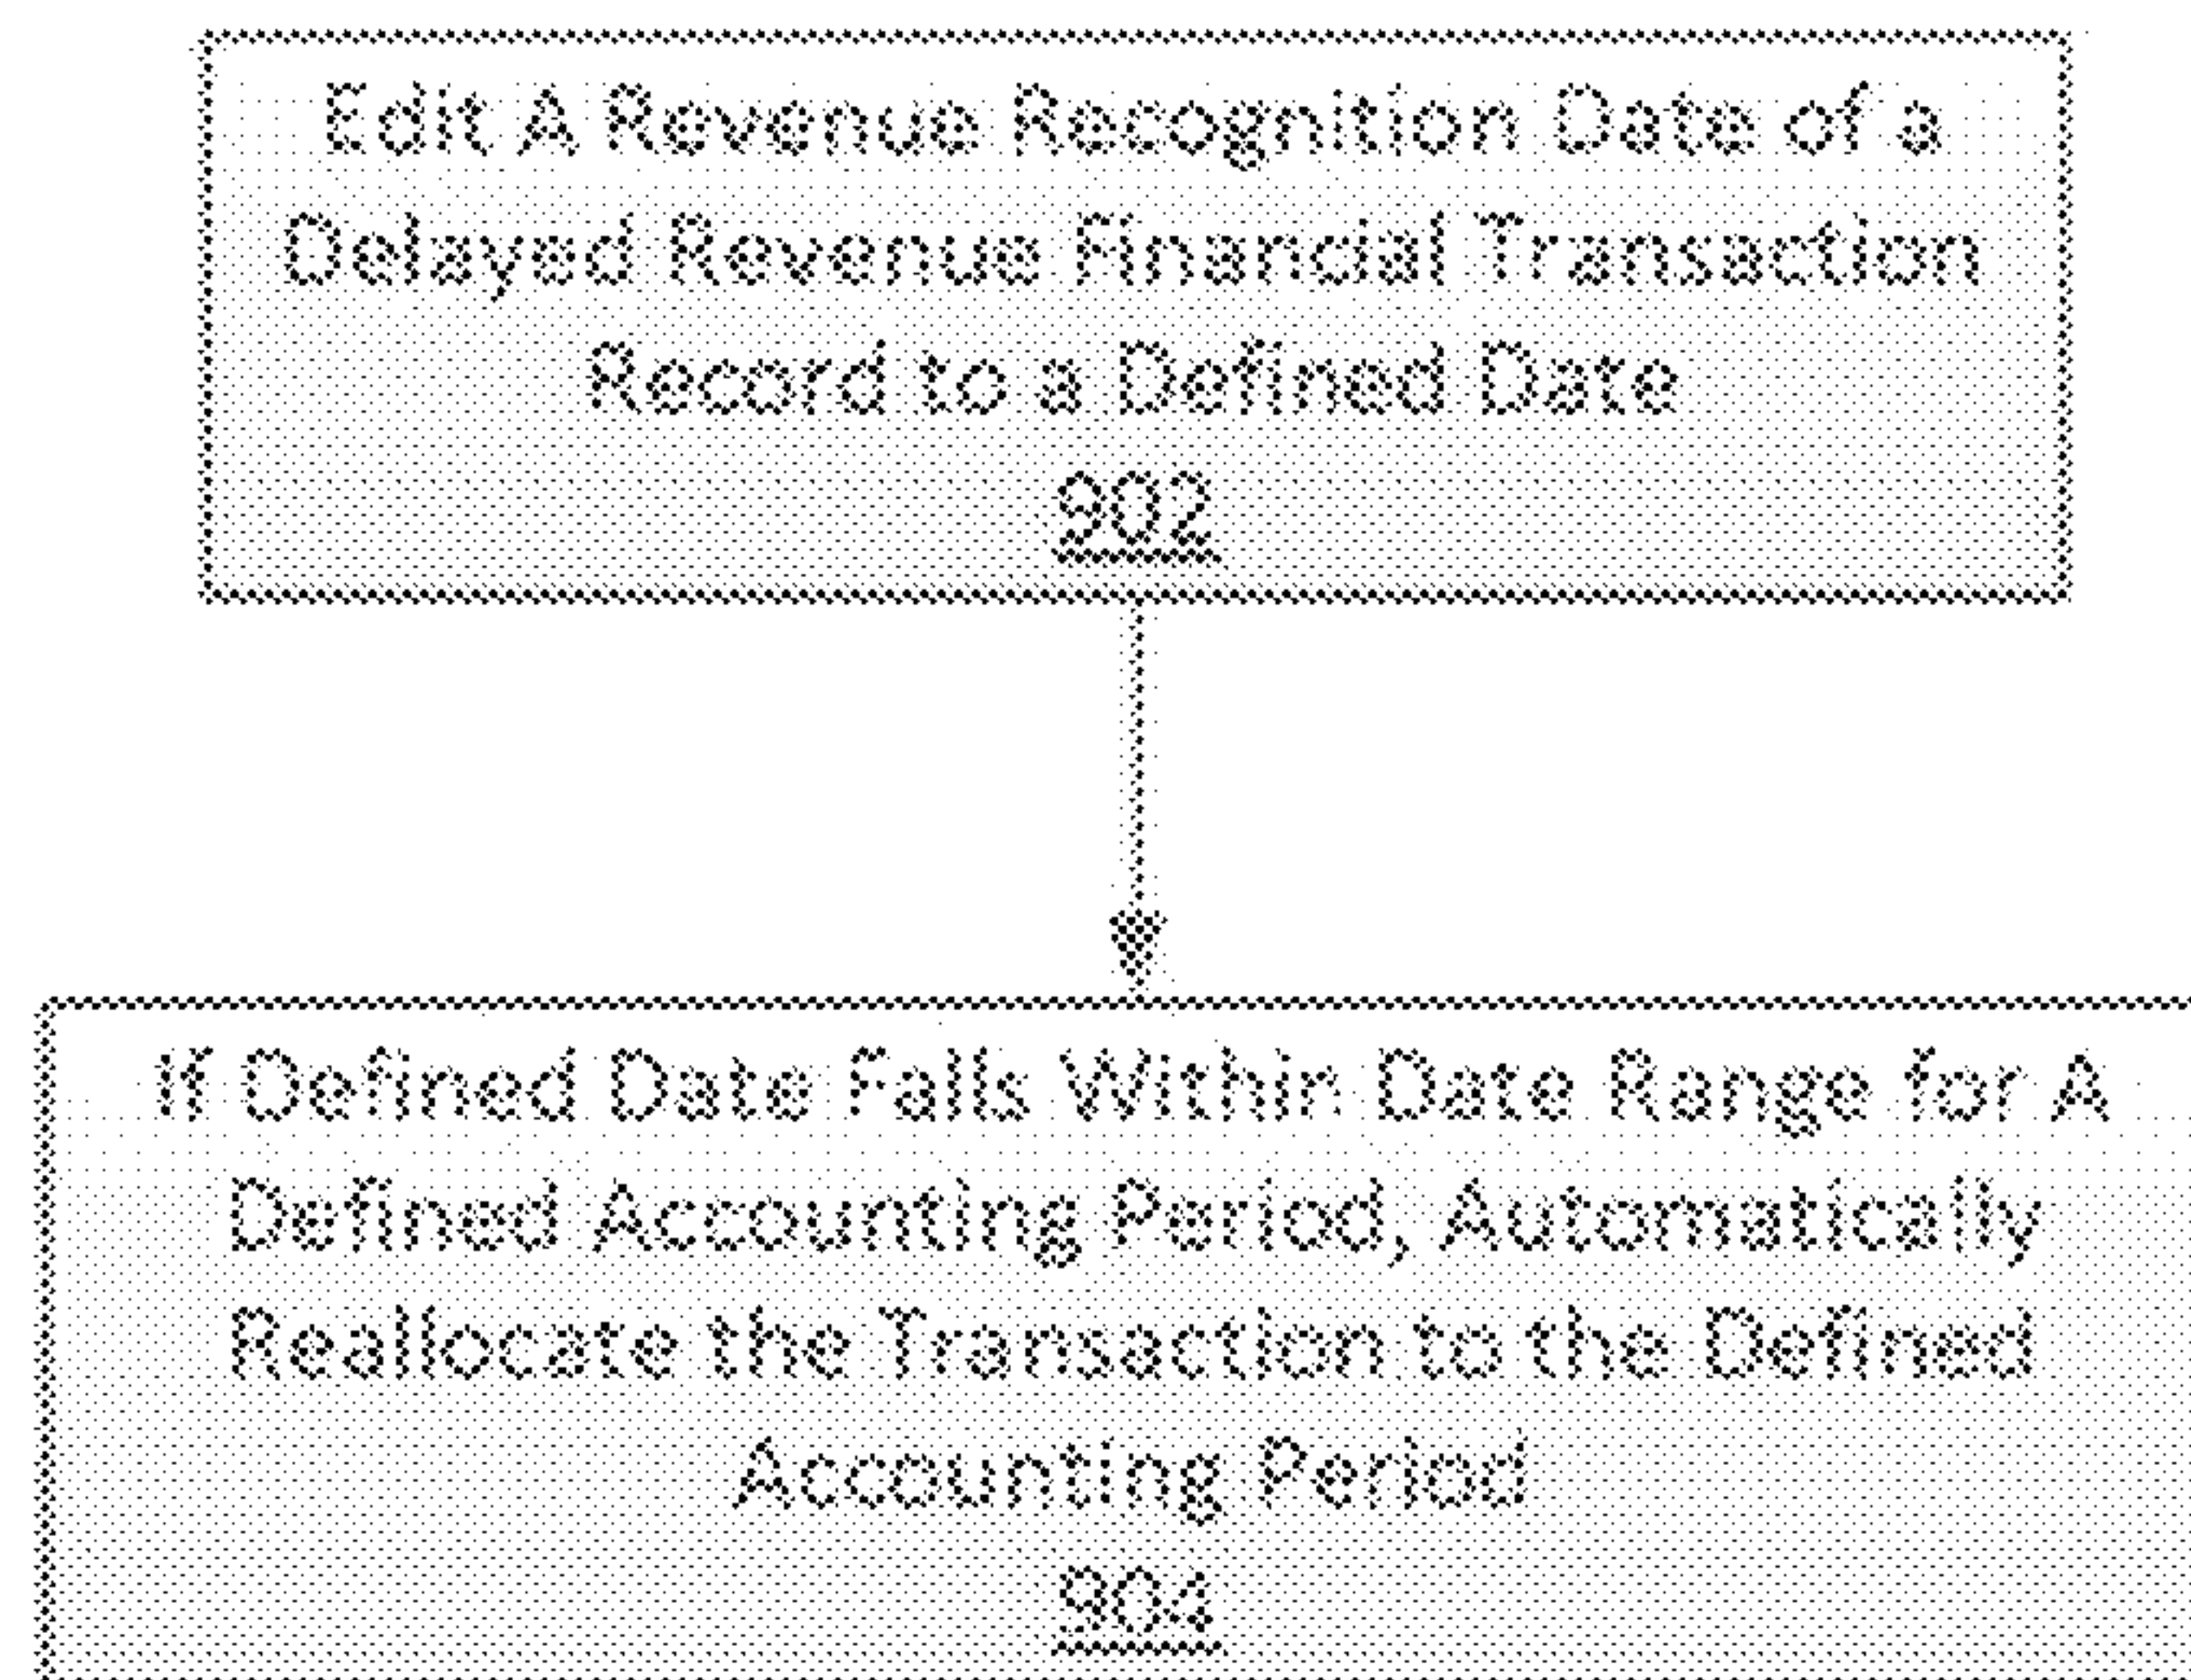 Edit A Revenue Recognition Date of a
Delayed Revenue Financial Transaction
Record to a Defined Date
902
If Defined Date Falls Within Date Range for A
Defined Accounting Period, Automatically
Reallocate the Transaction to the Defined
Accounting Period
904